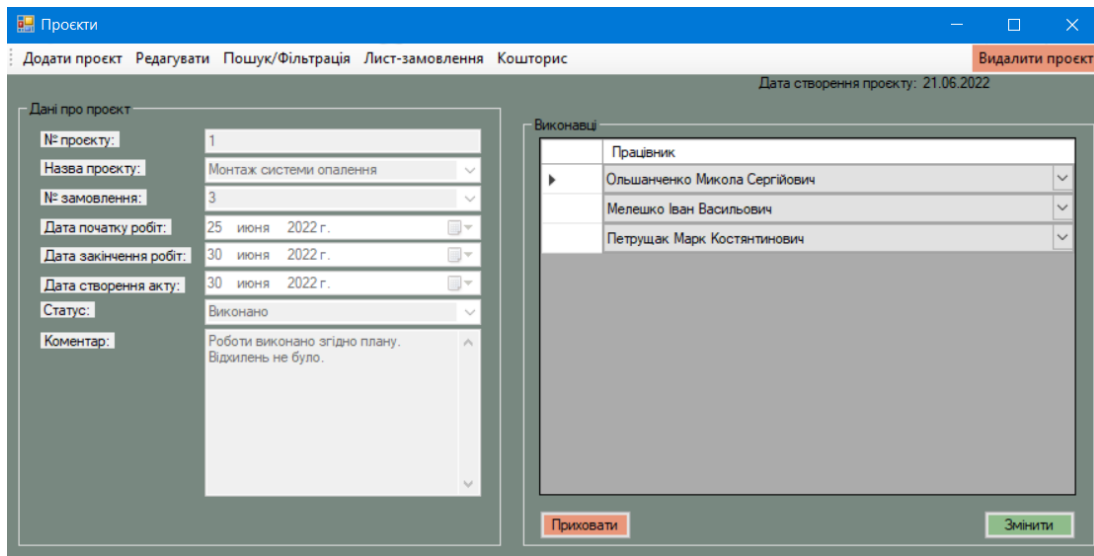 Проєкти
Додати проєкт Редагувати Пошук/Фільтрація Лист-замовлення Кошторис Видалити проєкт
Дата створення проєкту: 21.06.2022
Дані про проєкт
№ проєкту: 1
Назва проєкту: Монтаж системи опалення
№ замовлення: 3
Дата початку робіт: 25 июня 2022 г.
Дата закінчення робіт: 30 июня 2022 г.
Дата створення акту: 30 июня 2022 г.
Статус: Виконано
Коментар: Роботи виконано згідно плану.
Відхилень не було.
Виконавці
Працівник
Ольшанченко Микола Сергійович
Мелешко Іван Васильович
Петрущак Марк Костянтинович
Приховати Змінити